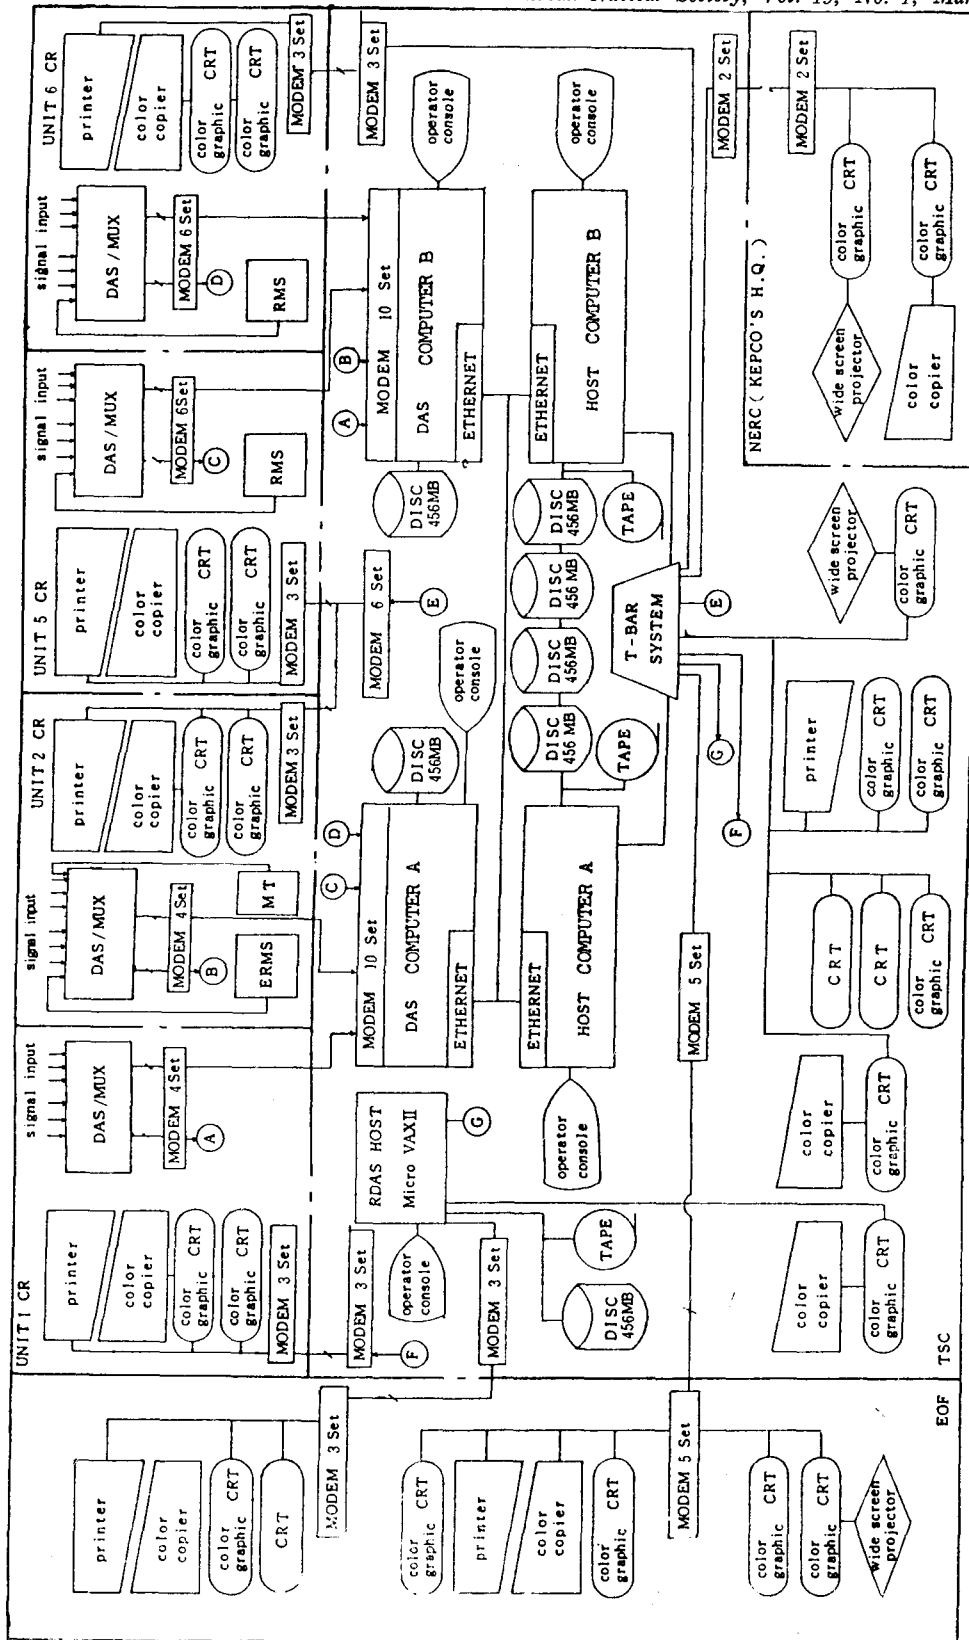 Society, Vol. 19, No. 1,
UNIT 1 CR
printer
color
copier
color
graphic CRT
color
graphic CRT
MODEM 3 Set
signal input
DAS/MUX
MODEM 4 Set
A
signal input
DAS/MUX
MODEM 4 Set
B
ERMS
MT
UNIT 2 CR
printer
color
copier
color
graphic CRT
color
graphic CRT
MODEM 3 Set
UNIT 5 CR
printer
color
copier
color
graphic CRT
color
graphic CRT
MODEM 3 Set
signal input
DAS/MUX
MODEM 6 Set
C
RMS
signal input
DAS/MUX
MODEM 6 Set
D
RMS
UNIT 6 CR
printer
color
copier
color
graphic CRT
color
graphic CRT
MODEM 3 Set
MODEM 3 Set
F
RDAS HOST
Micro VAXII
G
operator
console
MODEM 3 Set
TAPE
DISC
456MB
C
D
MODEM 10 Set
DAS COMPUTER A
ETHERNET
DISC
456MB
operator
console
MODEM 6 Set
E
A
B
MODEM 10 Set
DAS COMPUTER B
ETHERNET
DISC
456MB
operator
console
MODEM 3 Set
ETHERNET
HOST COMPUTER A
operator
console
DISC
456 MB
DISC
456MB
DISC
456 MB
DISC
456MB
TAPE
TAPE
ETHERNET
HOST COMPUTER B
operator
console
T-BAR
SYSTEM
E
G
F
MODEM 5 Set
MODEM 2 Set
MODEM 2 Set
NERC ( KEPCO'S H.Q. )
color
graphic CRT
color
graphic CRT
wide screen
projector
color
copier
wide screen
projector
color
graphic CRT
printer
color
graphic CRT
color
graphic CRT
CRT
CRT
color
graphic CRT
color
copier
color
graphic CRT
color
copier
color
graphic CRT
TSC
printer
color
copier
color
graphic CRT
CRT
MODEM 3 Set
color
graphic CRT
printer
color
copier
color
graphic CRT
MODEM 5 Set
color
graphic CRT
color
graphic CRT
wide screen
projector
EOF